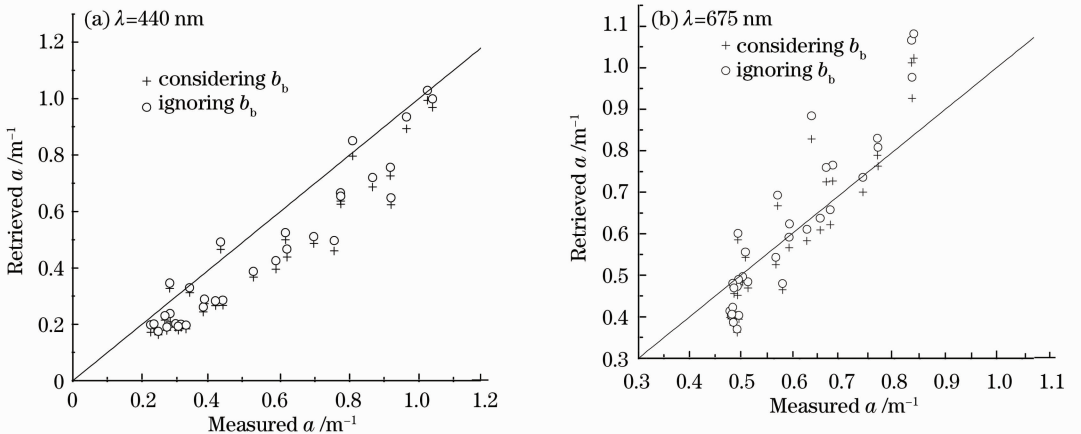 (a) λ=440 nm
+ considering b_b
○ ignoring b_b
Retrieved a /m⁻¹
1.2
1.0
0.8
0.6
0.4
0.2
0
0 0.2 0.4 0.6 0.8 1.0 1.2
Measured a /m⁻¹
(b) λ=675 nm
+ considering b_b
○ ignoring b_b
Retrieved a /m⁻¹
1.1
1.0
0.9
0.8
0.7
0.6
0.5
0.4
0.3
0.3 0.4 0.5 0.6 0.7 0.8 0.9 1.0 1.1
Measured a /m⁻¹